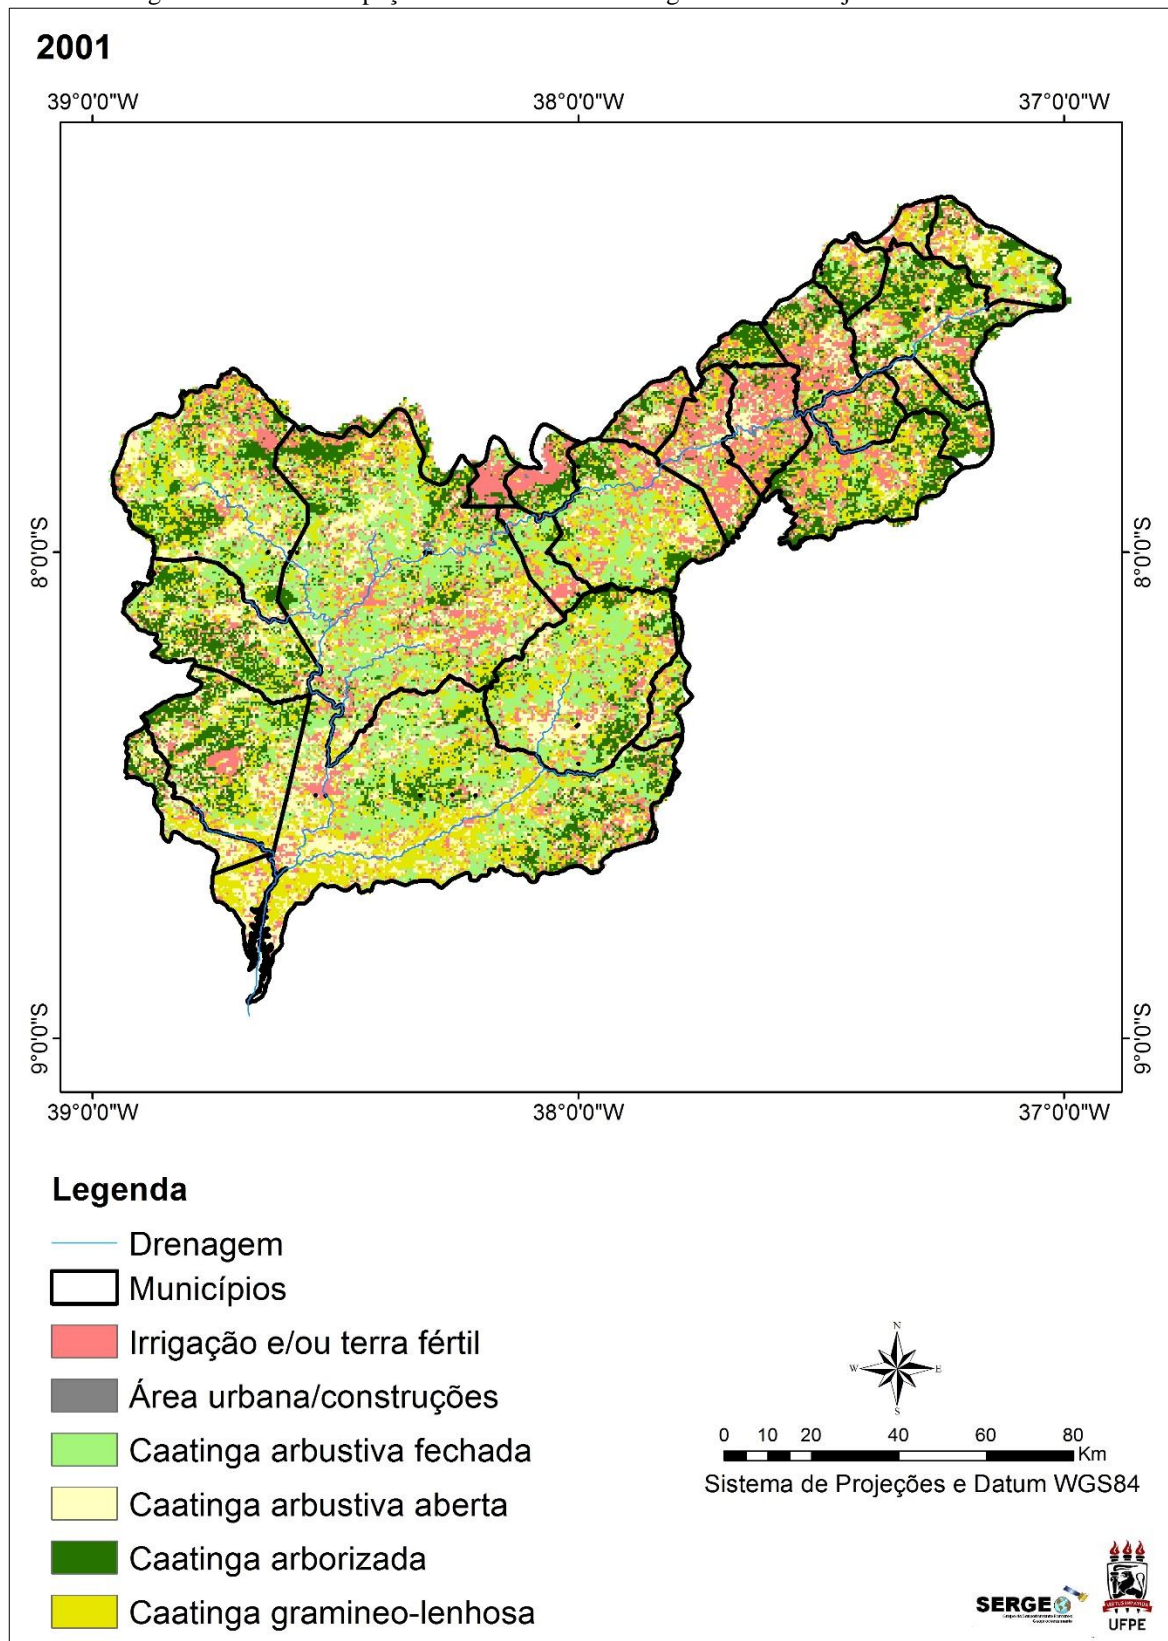 2001
39°0'0"W 38°0'0"W 37°0'0"W
8°0'0"S 8°0'0"S
9°0'0"S 9°0'0"S
39°0'0"W 38°0'0"W 37°0'0"W
Legenda
Drenagem
Municípios
Irrigação e/ou terra fértil
Área urbana/construções
Caatinga arbustiva fechada
Caatinga arbustiva aberta
Caatinga arborizada
Caatinga gramineo-lenhosa
N
W E
S
0 10 20 40 60 80
Km
Sistema de Projeções e Datum WGS84
SERGEO
UFPE